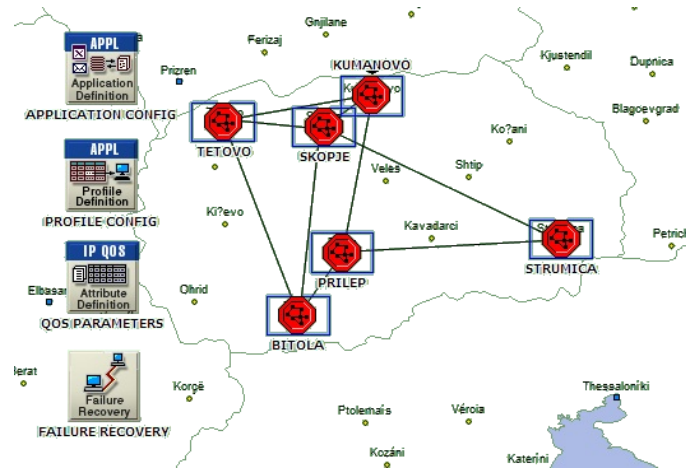 Gnjilane
APPL
Ferizaj
Kjustendil
Dupnica
KUMANOVO
Prizren
Application
Definition
APPLICATION CONFIG
Blagoevgrad
Ko?ani
TETOVO
SKOPJE
APPL
Veles
Shtip
Profile
Definition
PROFILE CONFIG
Ki?evo
Kavadarci
IP QOS
Petric
PRILEP
STRUMICA
Elbasan
Attribute
Definition
Ohrid
QOS PARAMETERS
BITOLA
Berat
Korçë
Thessaloníki
Failure
Recovery
Ptolemaís
Véroia
FAILURE RECOVERY
Kozáni
Kateríni